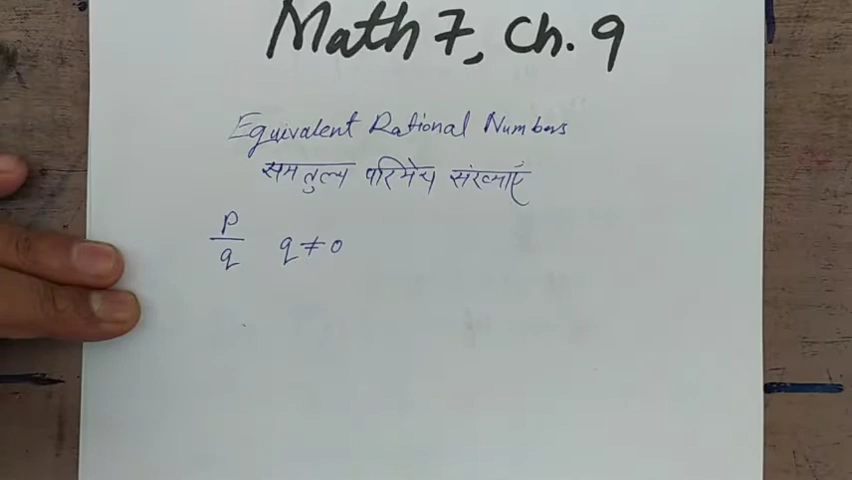 Math 7, Ch. 9
Equivalent Rational Numbers
समतुल्य परिमेय संख्याएँ
P/q q ≠ 0